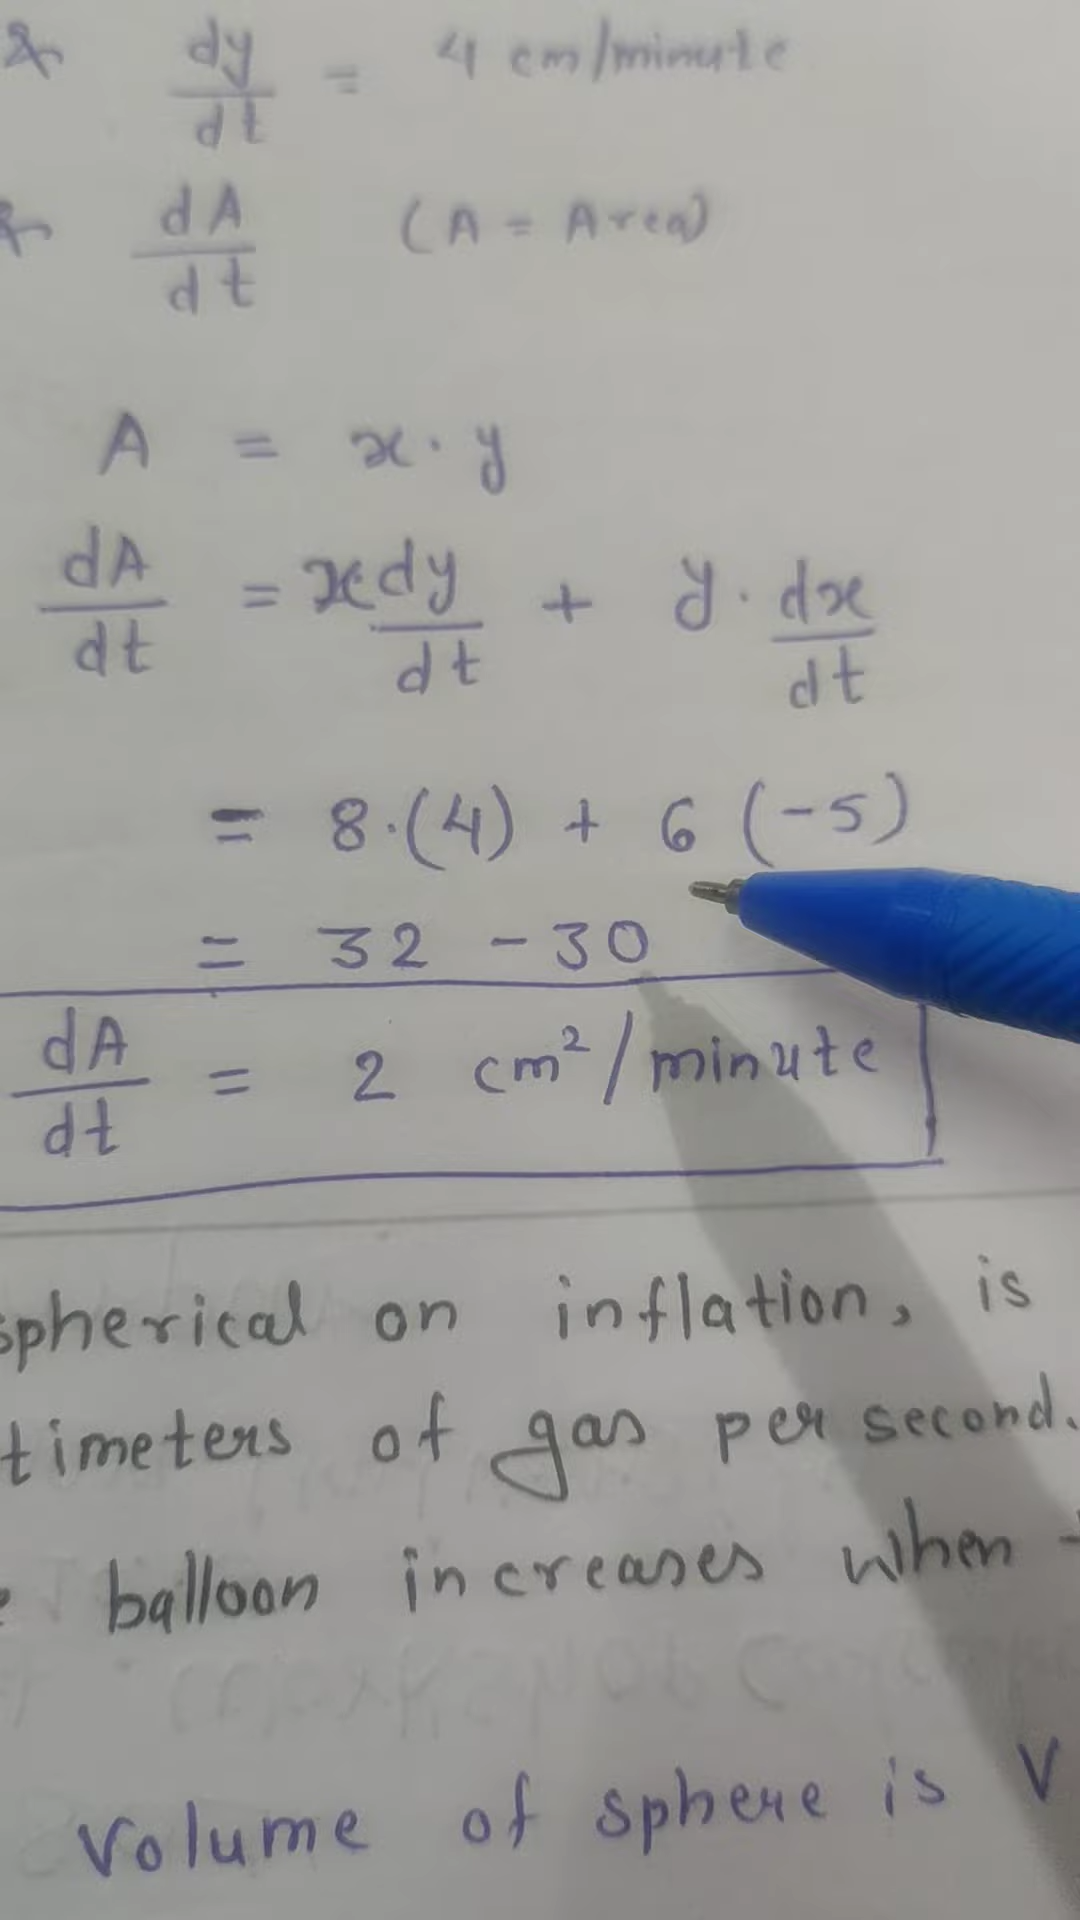 & dy/dt = 4 cm/minute
& dA/dt (A = Area)
A = x · y
dA/dt = x dy/dt + y · dx/dt
= 8·(4) + 6 (-5)
= 32 - 30
dA/dt = 2 cm²/minute
spherical on inflation, is
timeters of gas per second.
balloon increases when
Volume of sphere is V